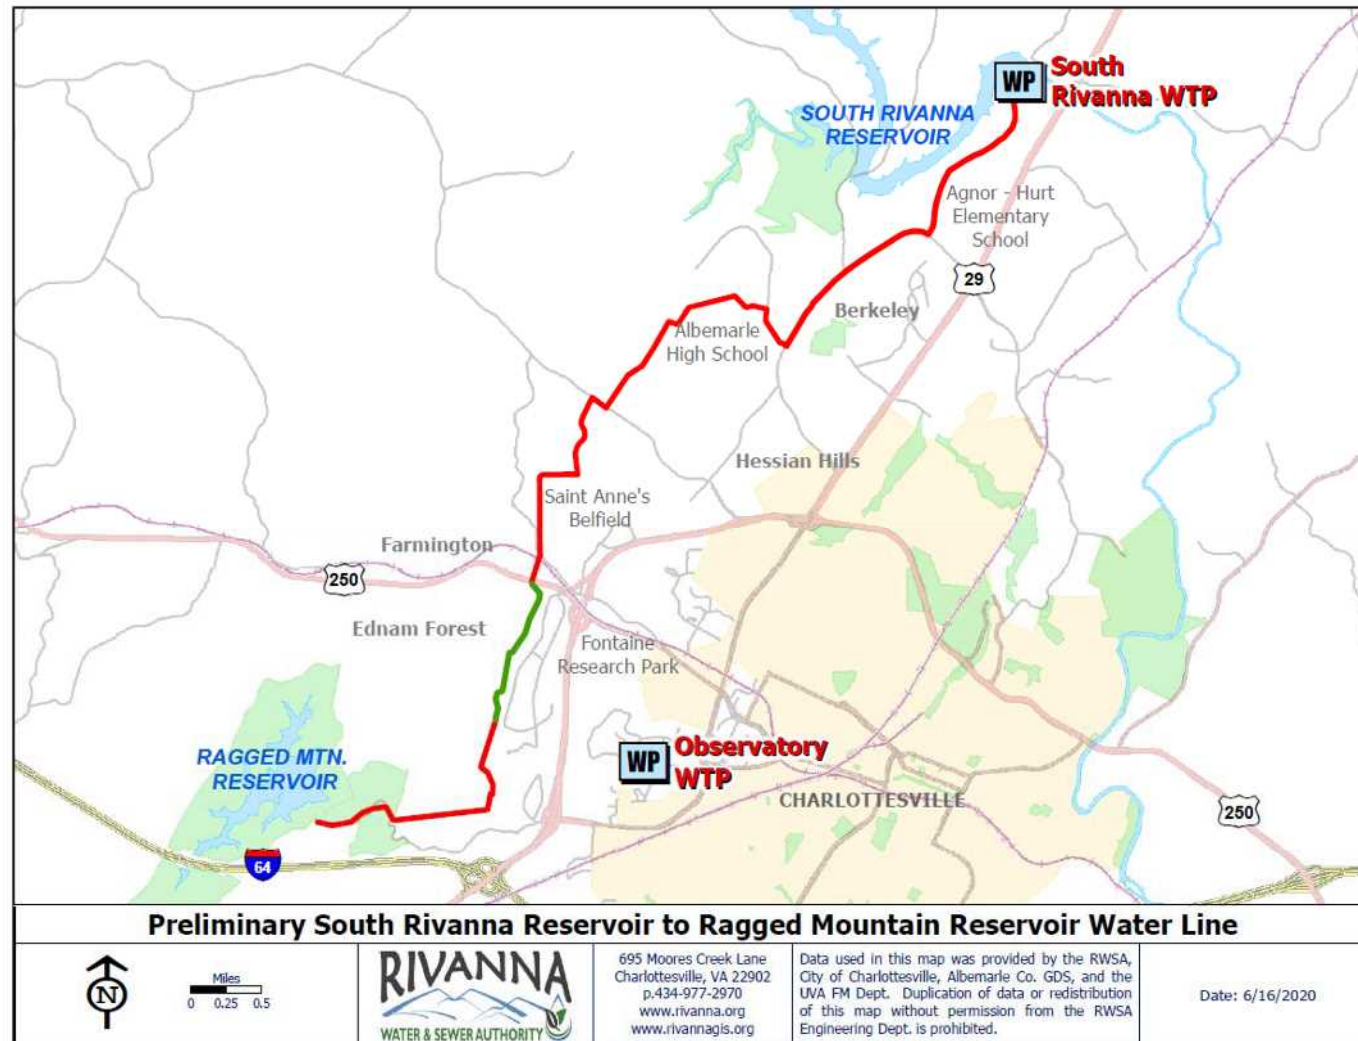 WP
South
Rivanna WTP
SOUTH RIVANNA
RESERVOIR
Agnor - Hurt
Elementary
School
29
Berkeley
Albemarle
High School
Hessian Hills
Saint Anne's
Belfield
Farmington
250
Ednam Forest
Fontaine
Research Park
RAGGED MTN.
RESERVOIR
WP
Observatory
WTP
CHARLOTTESVILLE
250
64
Preliminary South Rivanna Reservoir to Ragged Mountain Reservoir Water Line
N
Miles
0 0.25 0.5
RIVANNA
WATER & SEWER AUTHORITY
695 Moores Creek Lane
Charlottesville, VA 22902
p.434-977-2970
www.rivanna.org
www.rivannagis.org
Data used in this map was provided by the RWSA,
City of Charlottesville, Albemarle Co. GDS, and the
UVA FM Dept. Duplication of data or redistribution
of this map without permission from the RWSA
Engineering Dept. is prohibited.
Date: 6/16/2020